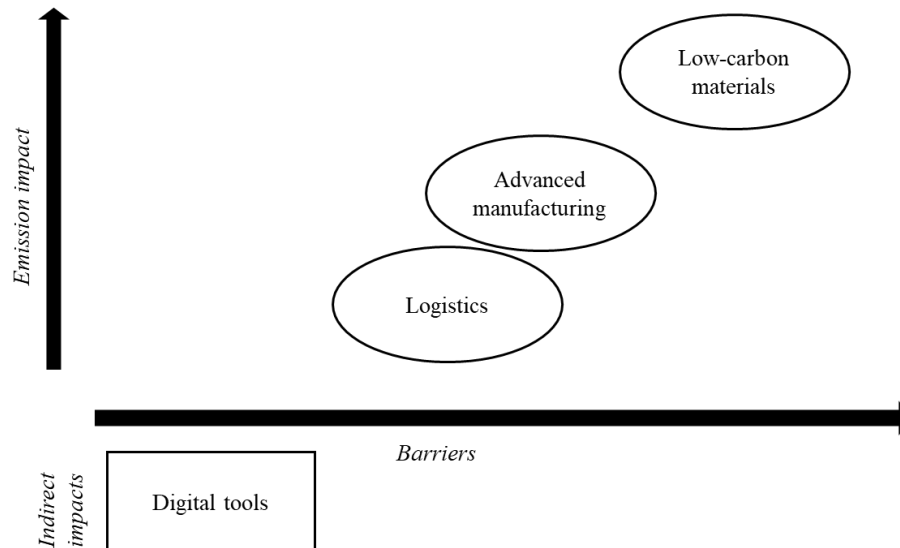 Low-carbon
materials
Emission impact
Advanced
manufacturing
Logistics
Barriers
Indirect
impacts
Digital tools